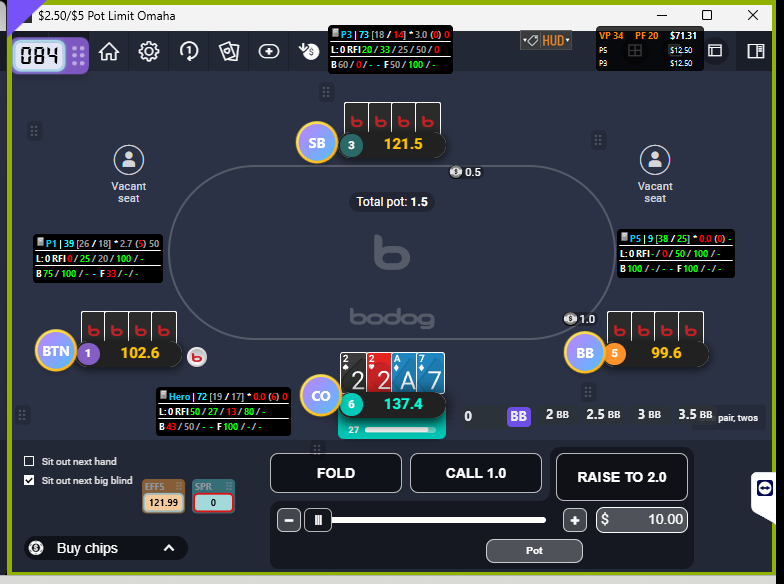 $2.50/$5 Pot Limit Omaha
084
HUD
P3 | 73 [18 / 14] * 3.0 (0) 0
L: 0 RFI 20 / 33 / 25 / 50 / 0
B 60 / 0 / - - F 50 / 100 / -
VP 34 PF 20 $71.31
P5 $12.50
P3 $12.50
SB
3
121.5
0.5
Vacant
seat
Vacant
seat
Total pot: 1.5
b
bodog
P1 | 39 [26 / 18] * 2.7 (5) 50
L: 0 RFI 0 / 25 / 20 / 100 / -
B 75 / 100 / - - F 33 / - / -
P5 | 9 [38 / 25] * 0.0 (0) -
L: 0 RFI - / 0 / 50 / 100 / -
B 100 / - / - - F 100 / - / -
BTN
1
102.6
b
1.0
BB
5
99.6
2 2 A 7
2 2 A 7
CO
6
137.4
27
Hero | 72 [19 / 17] * 0.0 (6) 0
L: 0 RFI 50 / 27 / 13 / 80 / -
B 43 / 50 / - - F 100 / - / -
0 BB 2 BB 2.5 BB 3 BB 3.5 BB pair, twos
Sit out next hand
Sit out next big blind
EFFS
121.99
SPR
0
FOLD
CALL 1.0
RAISE TO 2.0
$ 10.00
Pot
Buy chips